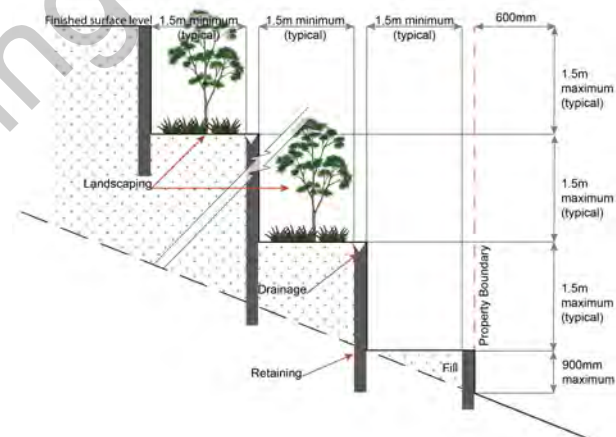 Finished surface level
1.5m minimum
(typical)
1.5m minimum
(typical)
1.5m minimum
(typical)
600mm
1.5m
maximum
(typical)
Landscaping
1.5m
maximum
(typical)
Drainage
Property Boundary
1.5m
maximum
(typical)
Retaining
Fill
900mm
maximum